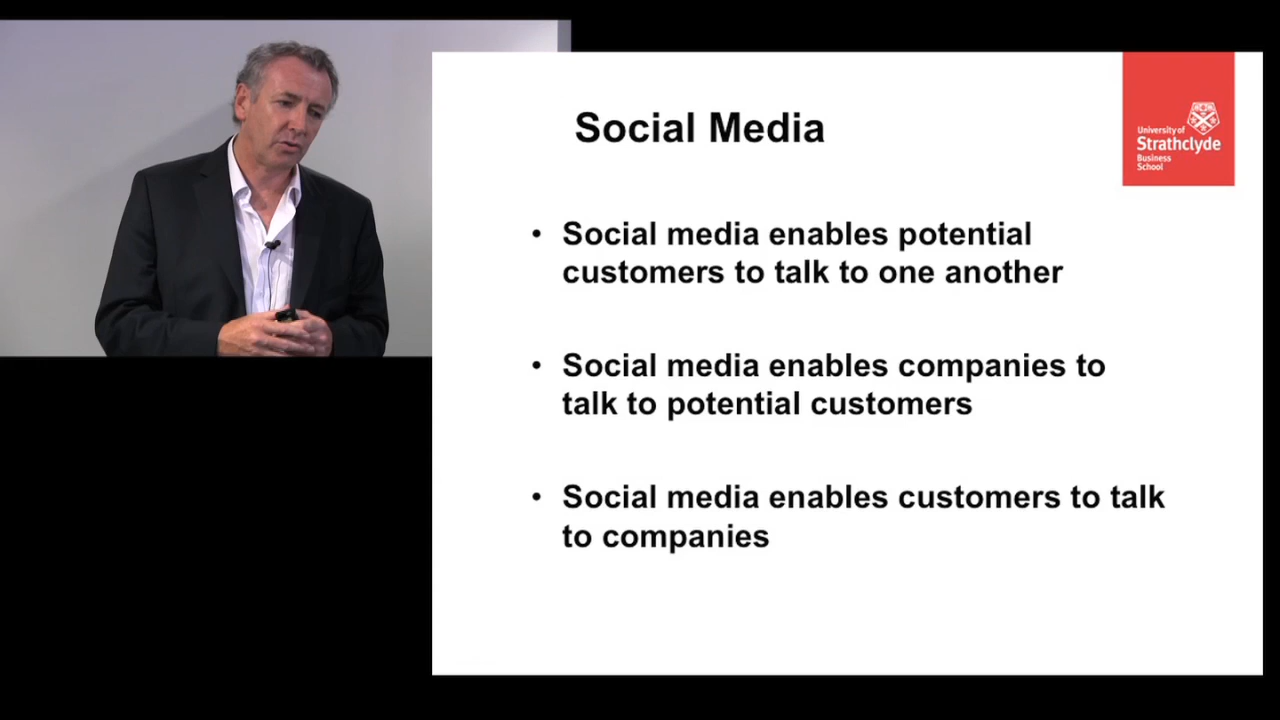 Social Media
University of
Strathclyde
Business
School
• Social media enables potential
customers to talk to one another
• Social media enables companies to
talk to potential customers
• Social media enables customers to talk
to companies